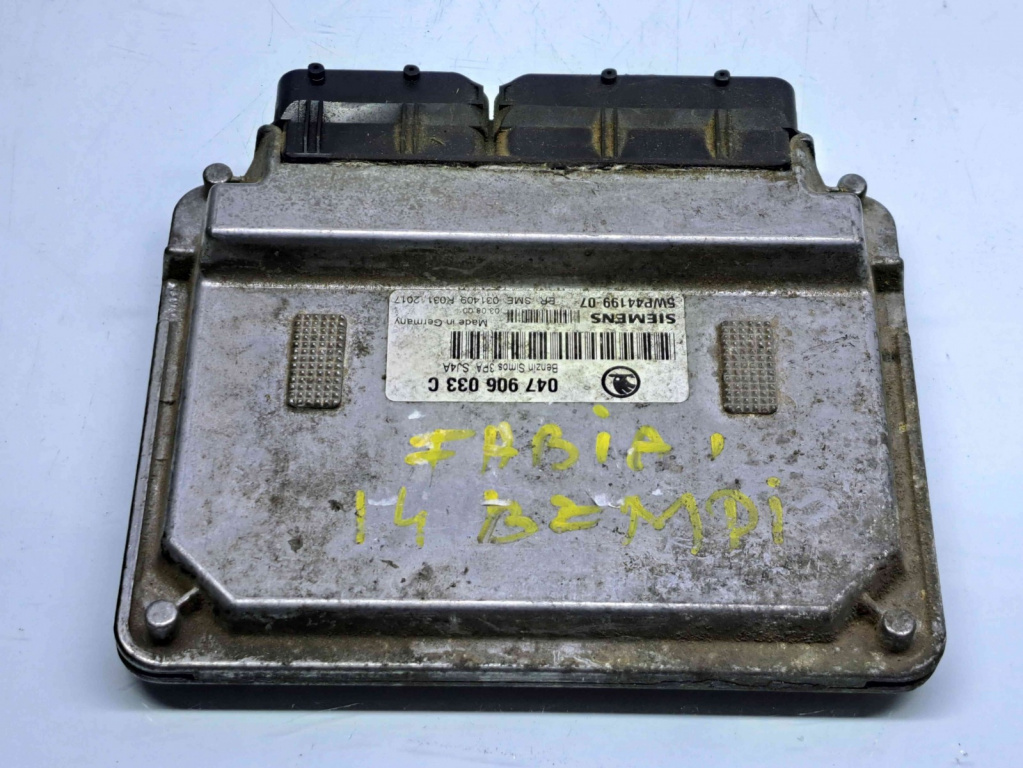 047 906 033 C
Benzin Simos 3PA SJ4A
SIEMENS
03.08.00
Made in Germany
5WP44199 07
BR SME 031409 R031 2017
FABIA,
14 BZ MPI